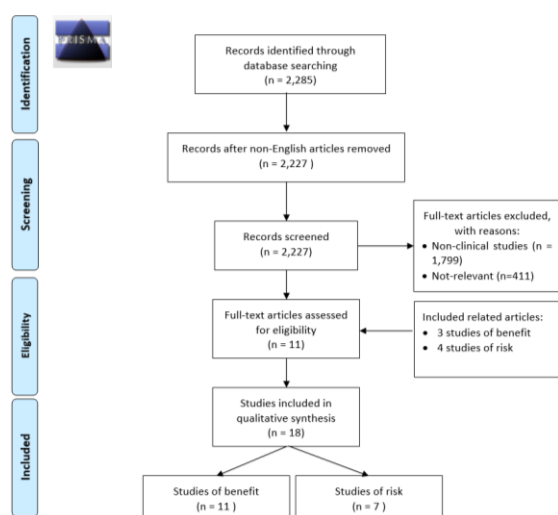 PRISMA
Identification
Records identified through
database searching
(n = 2,285)
Records after non-English articles removed
(n = 2,227 )
Screening
Records screened
(n = 2,227)
Full-text articles excluded,
with reasons:
• Non-clinical studies (n =
1,799)
• Not-relevant (n=411)
Eligibility
Full-text articles assessed
for eligibility
(n = 11)
Included related articles:
• 3 studies of benefit
• 4 studies of risk
Included
Studies included in
qualitative synthesis
(n = 18)
Studies of benefit
(n = 11 )
Studies of risk
(n = 7 )